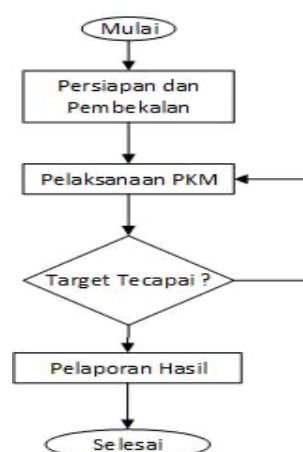 Mulai
Persiapan dan
Pembekalan
Pelaksanaan PKM
Target Tecapai ?
Pelaporan Hasil
Selesai